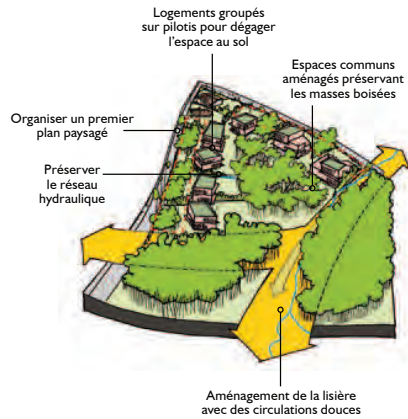 Logements groupés
sur pilotis pour dégager
l'espace au sol
Espaces communs
aménagés préservant
les masses boisées
Organiser un premier
plan paysagé
Préserver
le réseau
hydraulique
Aménagement de la lisière
avec des circulations douces